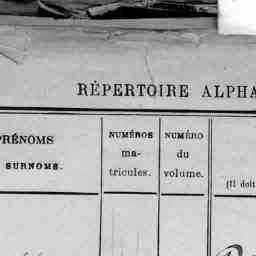 RÉPERTOIRE ALPHA
PRÉNOMS
SURNOMS.
NUMÉROS
ma-
tricules.
NUMÉRO
du
volume.
(Il doit